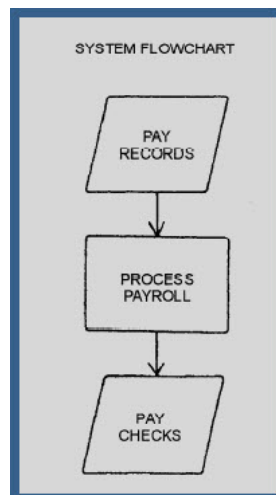 SYSTEM FLOWCHART
PAY
RECORDS
PROCESS
PAYROLL
PAY
CHECKS